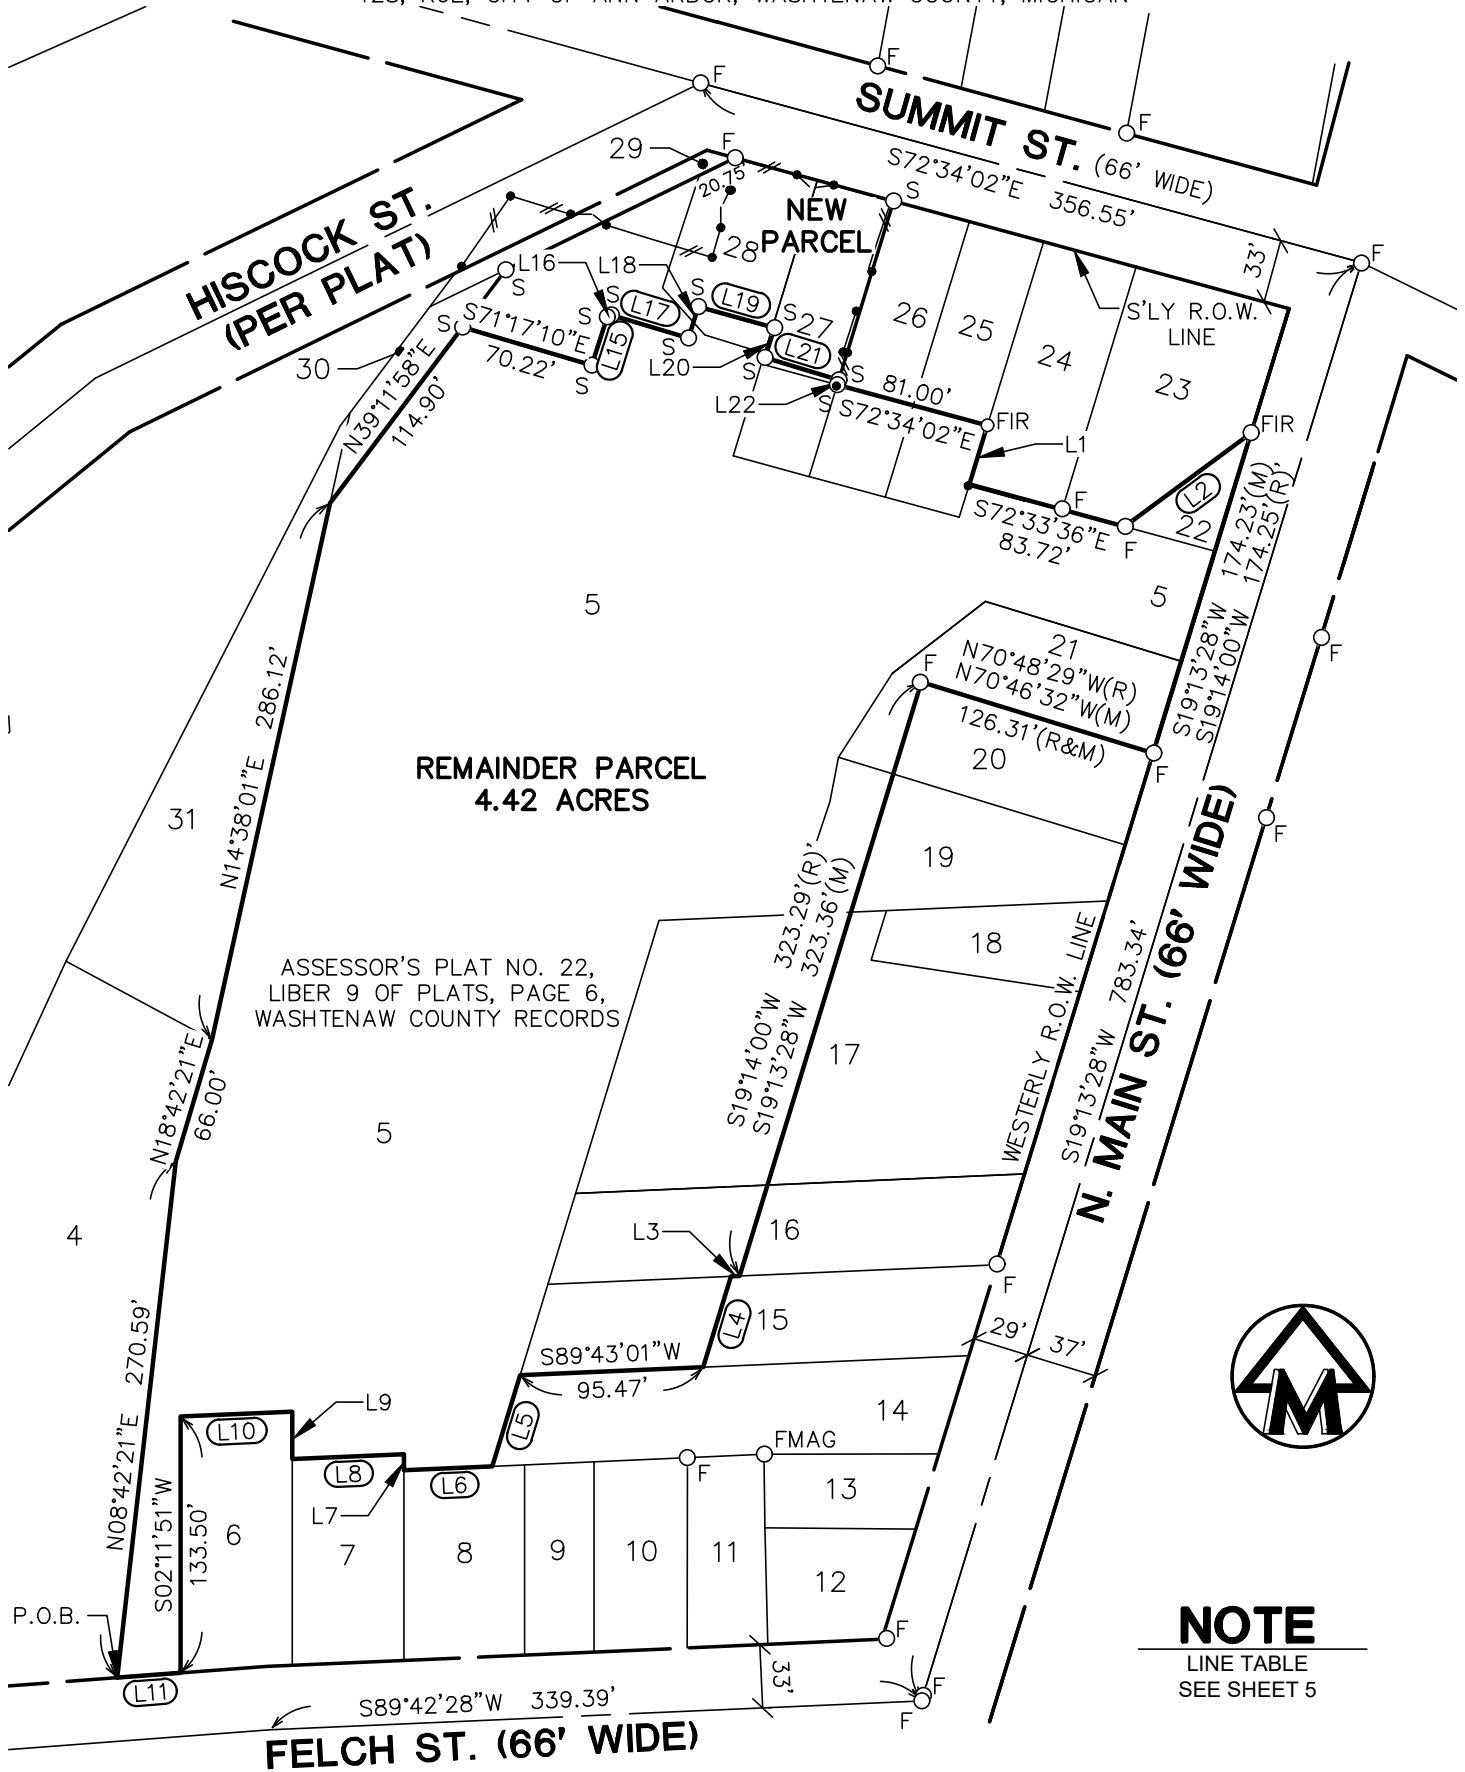 T2S, R6E, CITY OF ANN ARBOR, WASHTENAW COUNTY, MICHIGAN
F
F
F
SUMMIT ST. (66' WIDE)
S72°34'02"E 356.55'
29
F
20.75'
S
NEW
PARCEL
28
HISCOCK ST.
(PER PLAT)
F
33'
L16
L18
S
S
L17
L19
S
S
27
26
25
24
23
S'LY R.O.W.
LINE
S
S71°17'10"E
70.22'
S
S
L15
S
L20
S
L21
S
L22
S
81.00'
S72°34'02"E
FIR
FIR
30
N39°11'58"E
114.90'
L1
L2
22
F
S72°33'36"E
83.72'
F
174.23'(M)
174.25'(R)
S19°13'28"W
S19°14'00"W
5
5
21
F
N70°48'29"W(R)
N70°46'32"W(M)
126.31'(R&M)
F
F
20
N14°38'01"E 286.12'
REMAINDER PARCEL
4.42 ACRES
31
F
19
323.29'(R)
323.36'(M)
S19°14'00"W
S19°13'28"W
18
ASSESSOR'S PLAT NO. 22,
LIBER 9 OF PLATS, PAGE 6,
WASHTENAW COUNTY RECORDS
17
WESTERLY R.O.W. LINE
S19°13'28"W 783.34'
N. MAIN ST. (66' WIDE)
N18°42'21"E
66.00'
5
4
L3
16
F
L4
15
29'
37'
S89°43'01"W
95.47'
N08°42'21"E 270.59'
L9
L10
L5
14
FMAG
F
L8
L6
L7
13
S02°11'51"W
133.50'
6
7
8
9
10
11
12
P.O.B.
F
L11
33'
F
F
S89°42'28"W 339.39'
FELCH ST. (66' WIDE)
M
NOTE
LINE TABLE
SEE SHEET 5